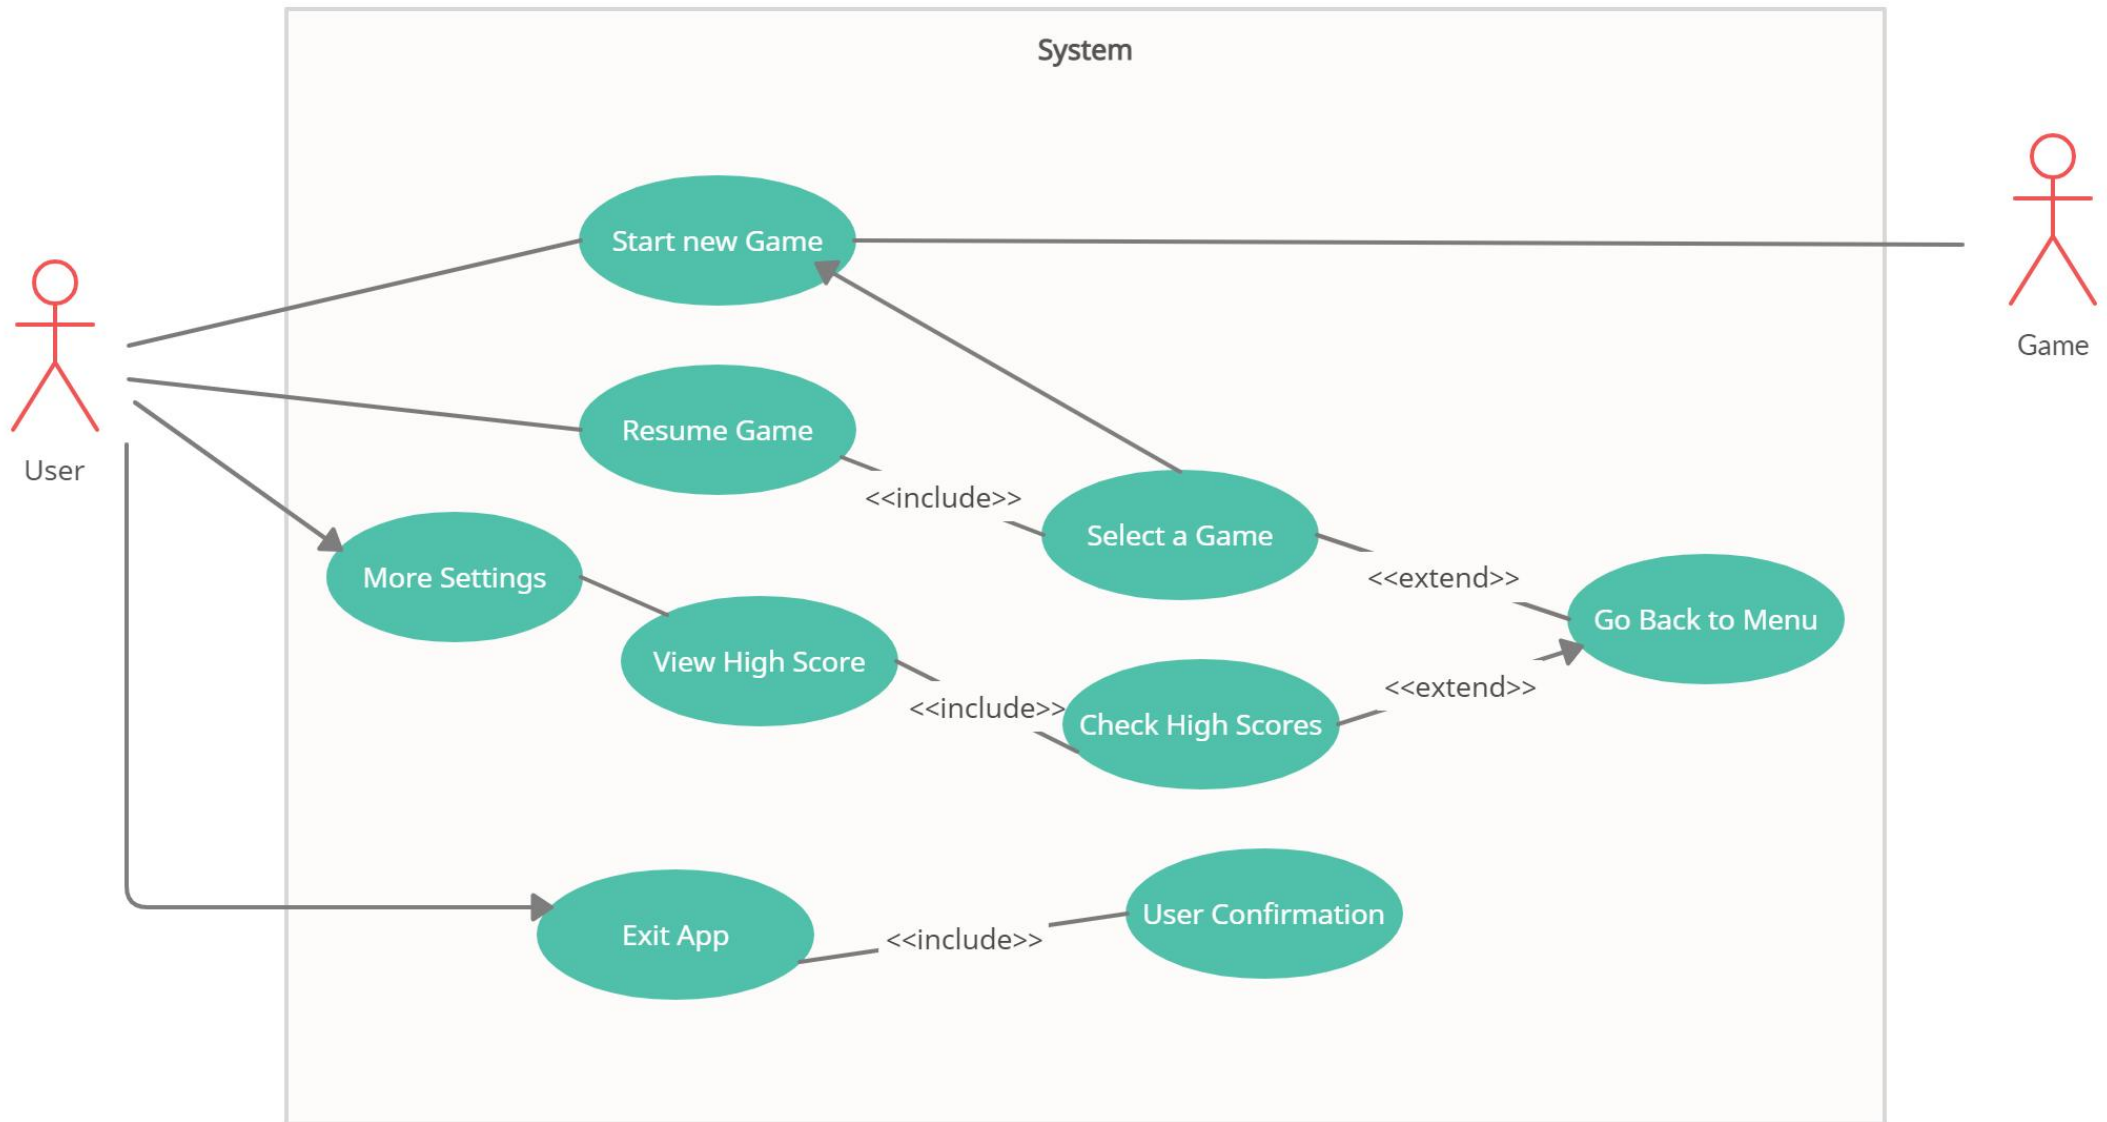 System
Start new Game
Game
Resume Game
User
<<include>>
Select a Game
More Settings
<<extend>>
Go Back to Menu
View High Score
<<extend>>
<<include>>
Check High Scores
User Confirmation
Exit App
<<include>>